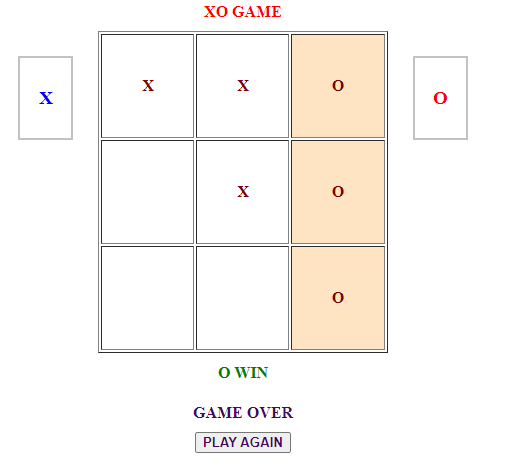 XO GAME
X
X X O
O
X O
O
O WIN
GAME OVER
PLAY AGAIN